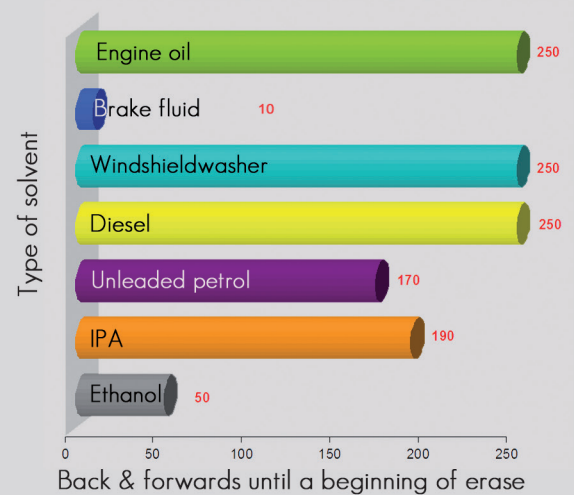 Engine oil 250
Brake fluid 10
Windshieldwasher 250
Diesel 250
Unleaded petrol 170
IPA 190
Ethanol 50
Type of solvent
0 50 100 150 200 250
Back & forwards until a beginning of erase